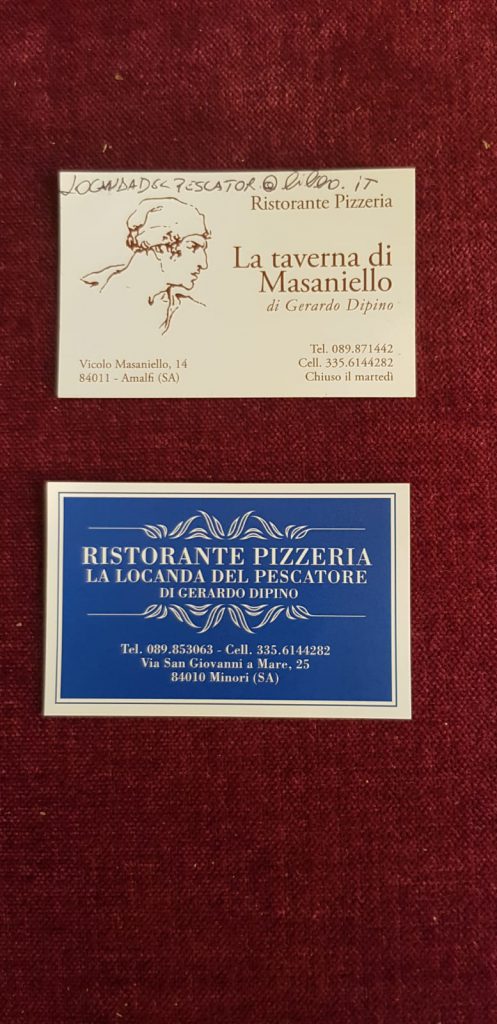 LOCANDADELPESCATOR@libero.it
Ristorante Pizzeria
La taverna di
Masaniello
di Gerardo Dipino
Tel. 089.871442
Cell. 335.6144282
Chiuso il martedì
Vicolo Masaniello, 14
84011 - Amalfi (SA)
RISTORANTE PIZZERIA
LA LOCANDA DEL PESCATORE
DI GERARDO DIPINO
Tel. 089.853063 - Cell. 335.6144282
Via San Giovanni a Mare, 25
84010 Minori (SA)